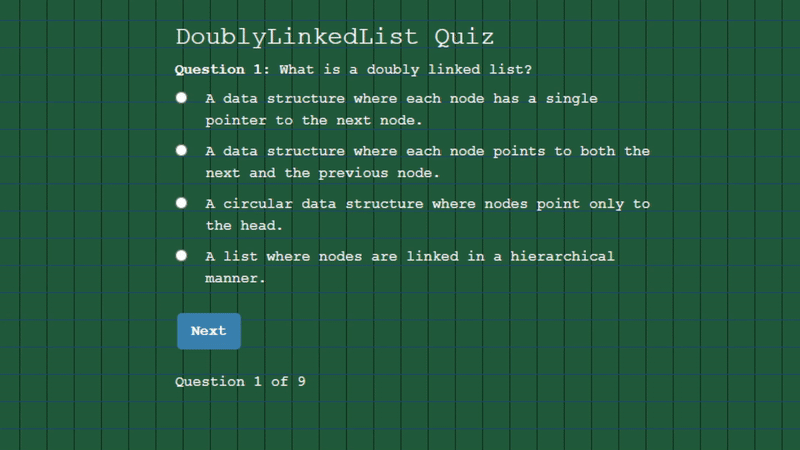 DoublyLinkedList Quiz
Question 1: What is a doubly linked list?
A data structure where each node has a single
pointer to the next node.
A data structure where each node points to both the
next and the previous node.
A circular data structure where nodes point only to
the head.
A list where nodes are linked in a hierarchical
manner.
Next
Question 1 of 9